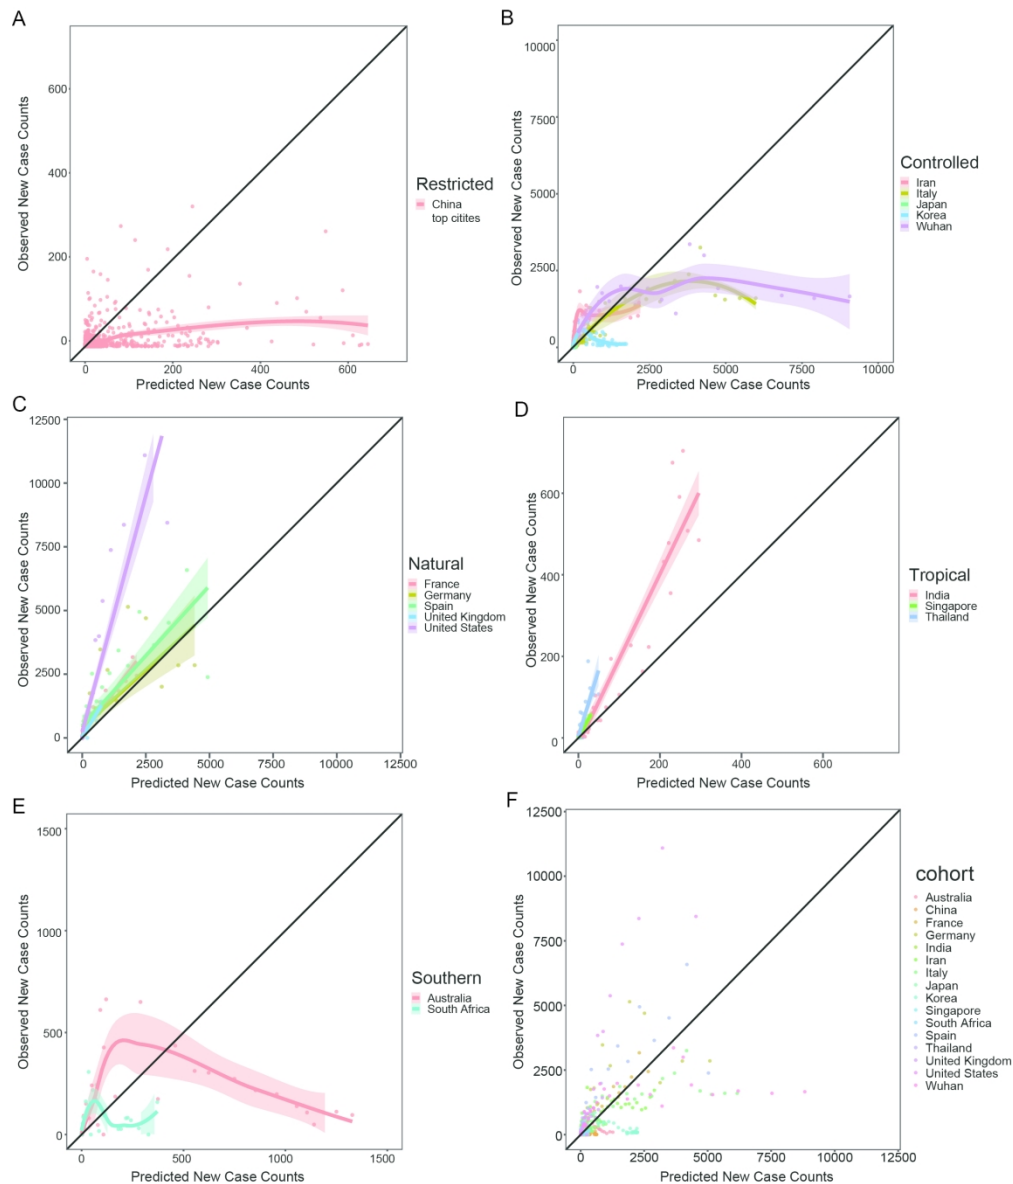 A
600
400
200
0
Observed New Case Counts
0 200 400 600
Predicted New Case Counts
Restricted
China
top citites
B
10000
7500
5000
2500
0
Observed New Case Counts
0 2500 5000 7500 10000
Predicted New Case Counts
Controlled
Iran
Italy
Japan
Korea
Wuhan
C
12500
10000
7500
5000
2500
0
Observed New Case Counts
0 2500 5000 7500 10000 12500
Predicted New Case Counts
Natural
France
Germany
Spain
United Kingdom
United States
D
600
400
200
0
Observed New Case Counts
0 200 400 600
Predicted New Case Counts
Tropical
India
Singapore
Thailand
E
1500
1000
500
0
Observed New Case Counts
0 500 1000 1500
Predicted New Case Counts
Southern
Australia
South Africa
F
12500
10000
7500
5000
2500
0
Observed New Case Counts
0 2500 5000 7500 10000 12500
Predicted New Case Counts
cohort
Australia
China
France
Germany
India
Iran
Italy
Japan
Korea
Singapore
South Africa
Spain
Thailand
United Kingdom
United States
Wuhan